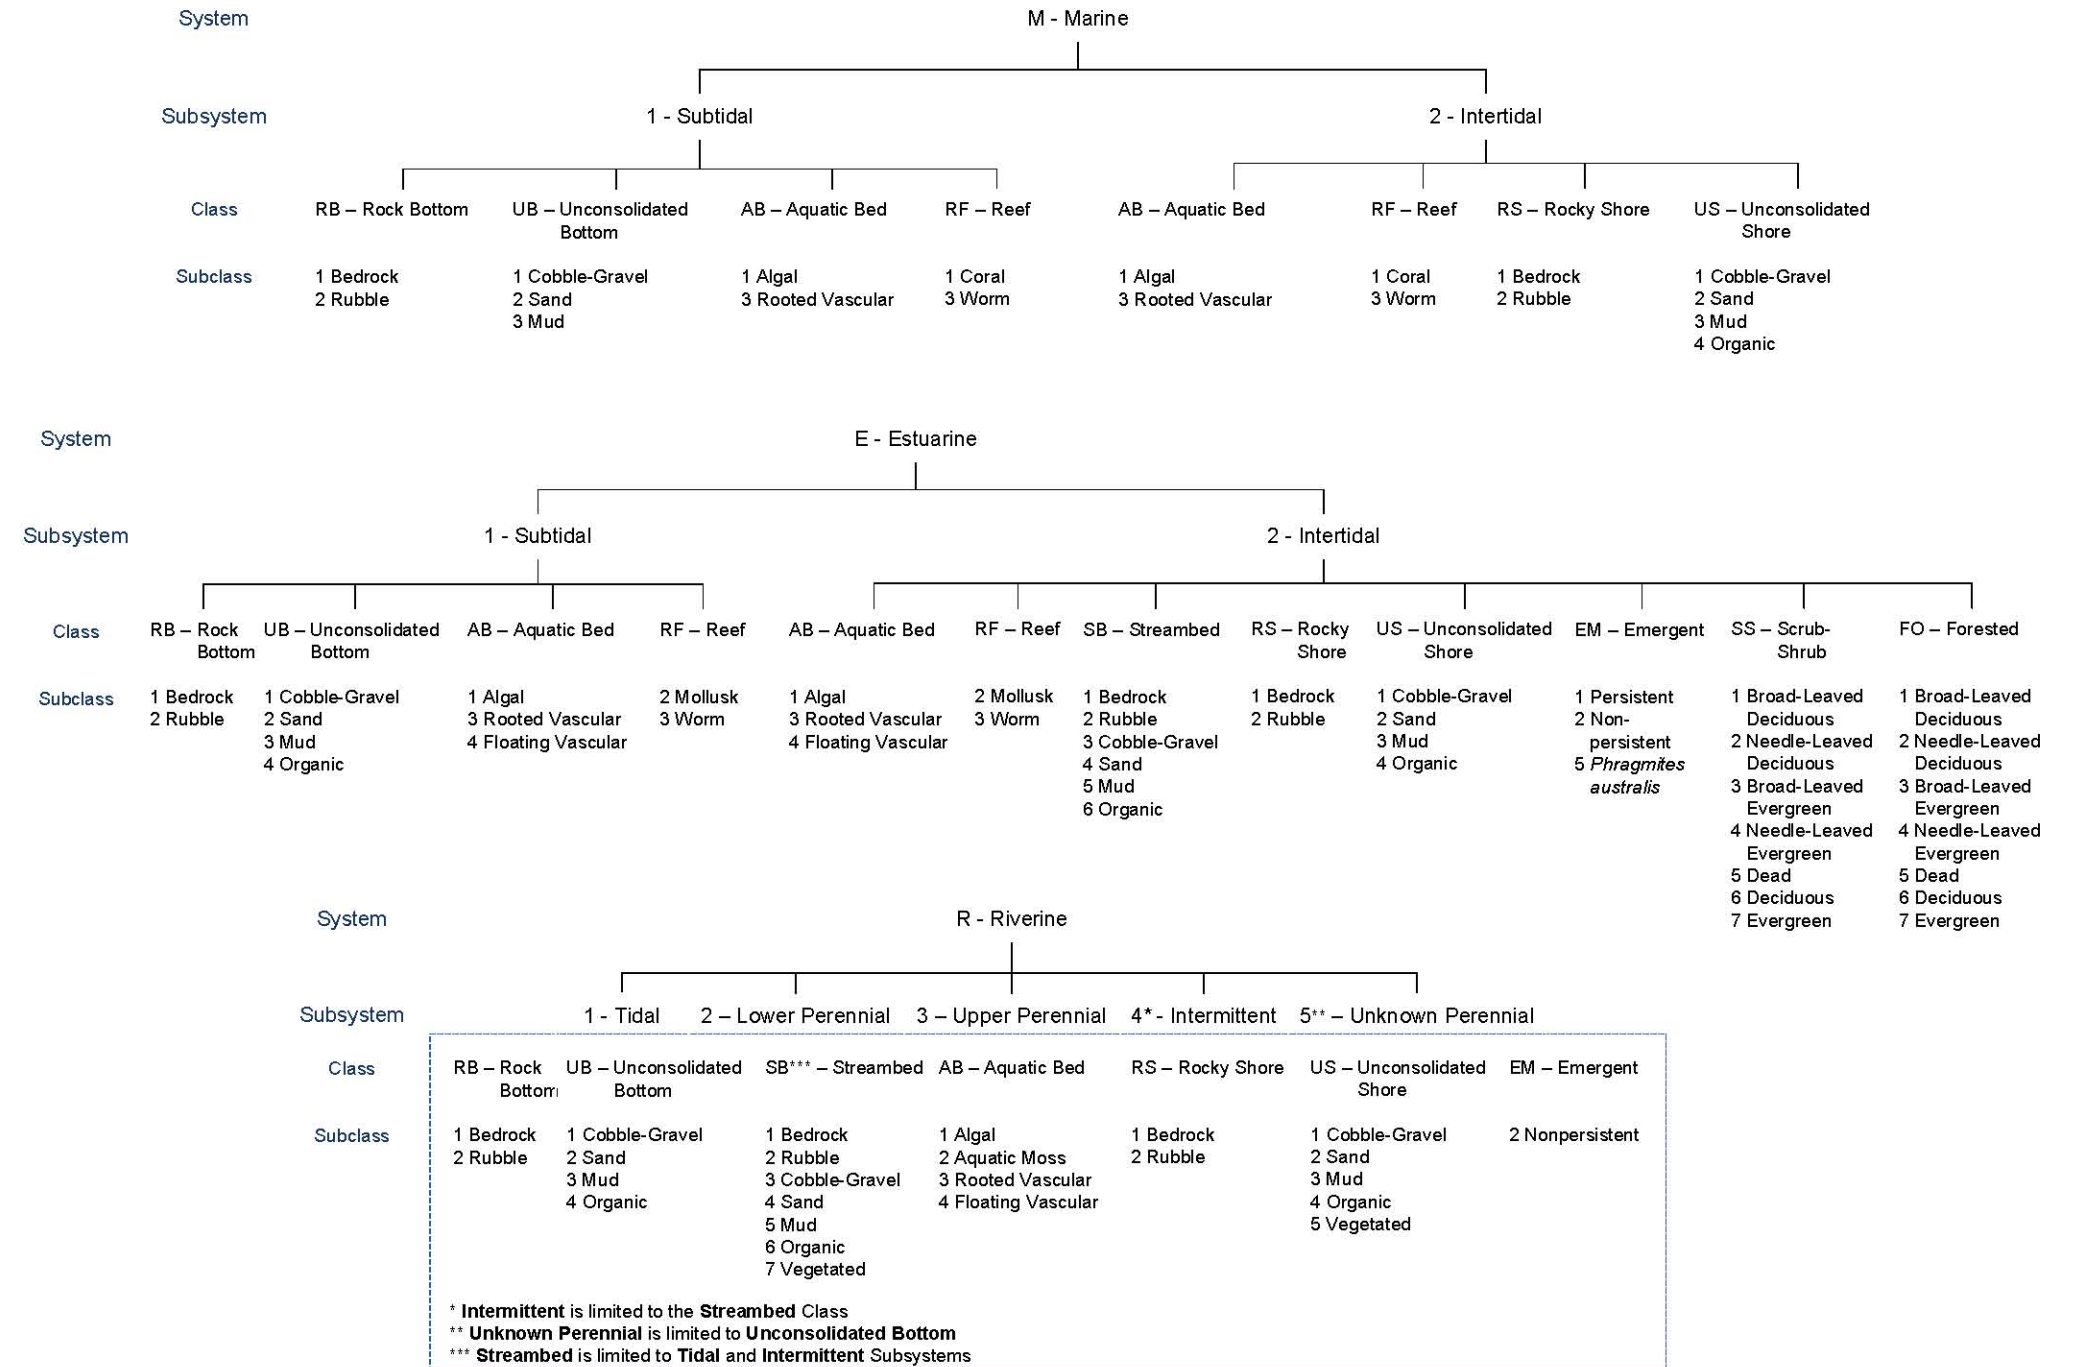 System
M - Marine
Subsystem
1 - Subtidal
2 - Intertidal
Class
RB – Rock Bottom
UB – Unconsolidated
Bottom
AB – Aquatic Bed
RF – Reef
AB – Aquatic Bed
RF – Reef
RS – Rocky Shore
US – Unconsolidated
Shore
Subclass
1 Bedrock
2 Rubble
1 Cobble-Gravel
2 Sand
3 Mud
1 Algal
3 Rooted Vascular
1 Coral
3 Worm
1 Algal
3 Rooted Vascular
1 Coral
3 Worm
1 Bedrock
2 Rubble
1 Cobble-Gravel
2 Sand
3 Mud
4 Organic
System
E - Estuarine
Subsystem
1 - Subtidal
2 - Intertidal
Class
RB – Rock
Bottom
UB – Unconsolidated
Bottom
AB – Aquatic Bed
RF – Reef
AB – Aquatic Bed
RF – Reef
SB – Streambed
RS – Rocky
Shore
US – Unconsolidated
Shore
EM – Emergent
SS – Scrub-
Shrub
FO – Forested
Subclass
1 Bedrock
2 Rubble
1 Cobble-Gravel
2 Sand
3 Mud
4 Organic
1 Algal
3 Rooted Vascular
4 Floating Vascular
2 Mollusk
3 Worm
1 Algal
3 Rooted Vascular
4 Floating Vascular
2 Mollusk
3 Worm
1 Bedrock
2 Rubble
3 Cobble-Gravel
4 Sand
5 Mud
6 Organic
1 Bedrock
2 Rubble
1 Cobble-Gravel
2 Sand
3 Mud
4 Organic
1 Persistent
2 Non-
persistent
5 Phragmites
australis
1 Broad-Leaved
Deciduous
2 Needle-Leaved
Deciduous
3 Broad-Leaved
Evergreen
4 Needle-Leaved
Evergreen
5 Dead
6 Deciduous
7 Evergreen
1 Broad-Leaved
Deciduous
2 Needle-Leaved
Deciduous
3 Broad-Leaved
Evergreen
4 Needle-Leaved
Evergreen
5 Dead
6 Deciduous
7 Evergreen
System
R - Riverine
Subsystem
1 - Tidal
2 – Lower Perennial
3 – Upper Perennial
4* - Intermittent
5** – Unknown Perennial
Class
RB – Rock
Bottom
UB – Unconsolidated
Bottom
SB*** – Streambed
AB – Aquatic Bed
RS – Rocky Shore
US – Unconsolidated
Shore
EM – Emergent
Subclass
1 Bedrock
2 Rubble
1 Cobble-Gravel
2 Sand
3 Mud
4 Organic
1 Bedrock
2 Rubble
3 Cobble-Gravel
4 Sand
5 Mud
6 Organic
7 Vegetated
1 Algal
2 Aquatic Moss
3 Rooted Vascular
4 Floating Vascular
1 Bedrock
2 Rubble
1 Cobble-Gravel
2 Sand
3 Mud
4 Organic
5 Vegetated
2 Nonpersistent
* Intermittent is limited to the Streambed Class
** Unknown Perennial is limited to Unconsolidated Bottom
*** Streambed is limited to Tidal and Intermittent Subsystems